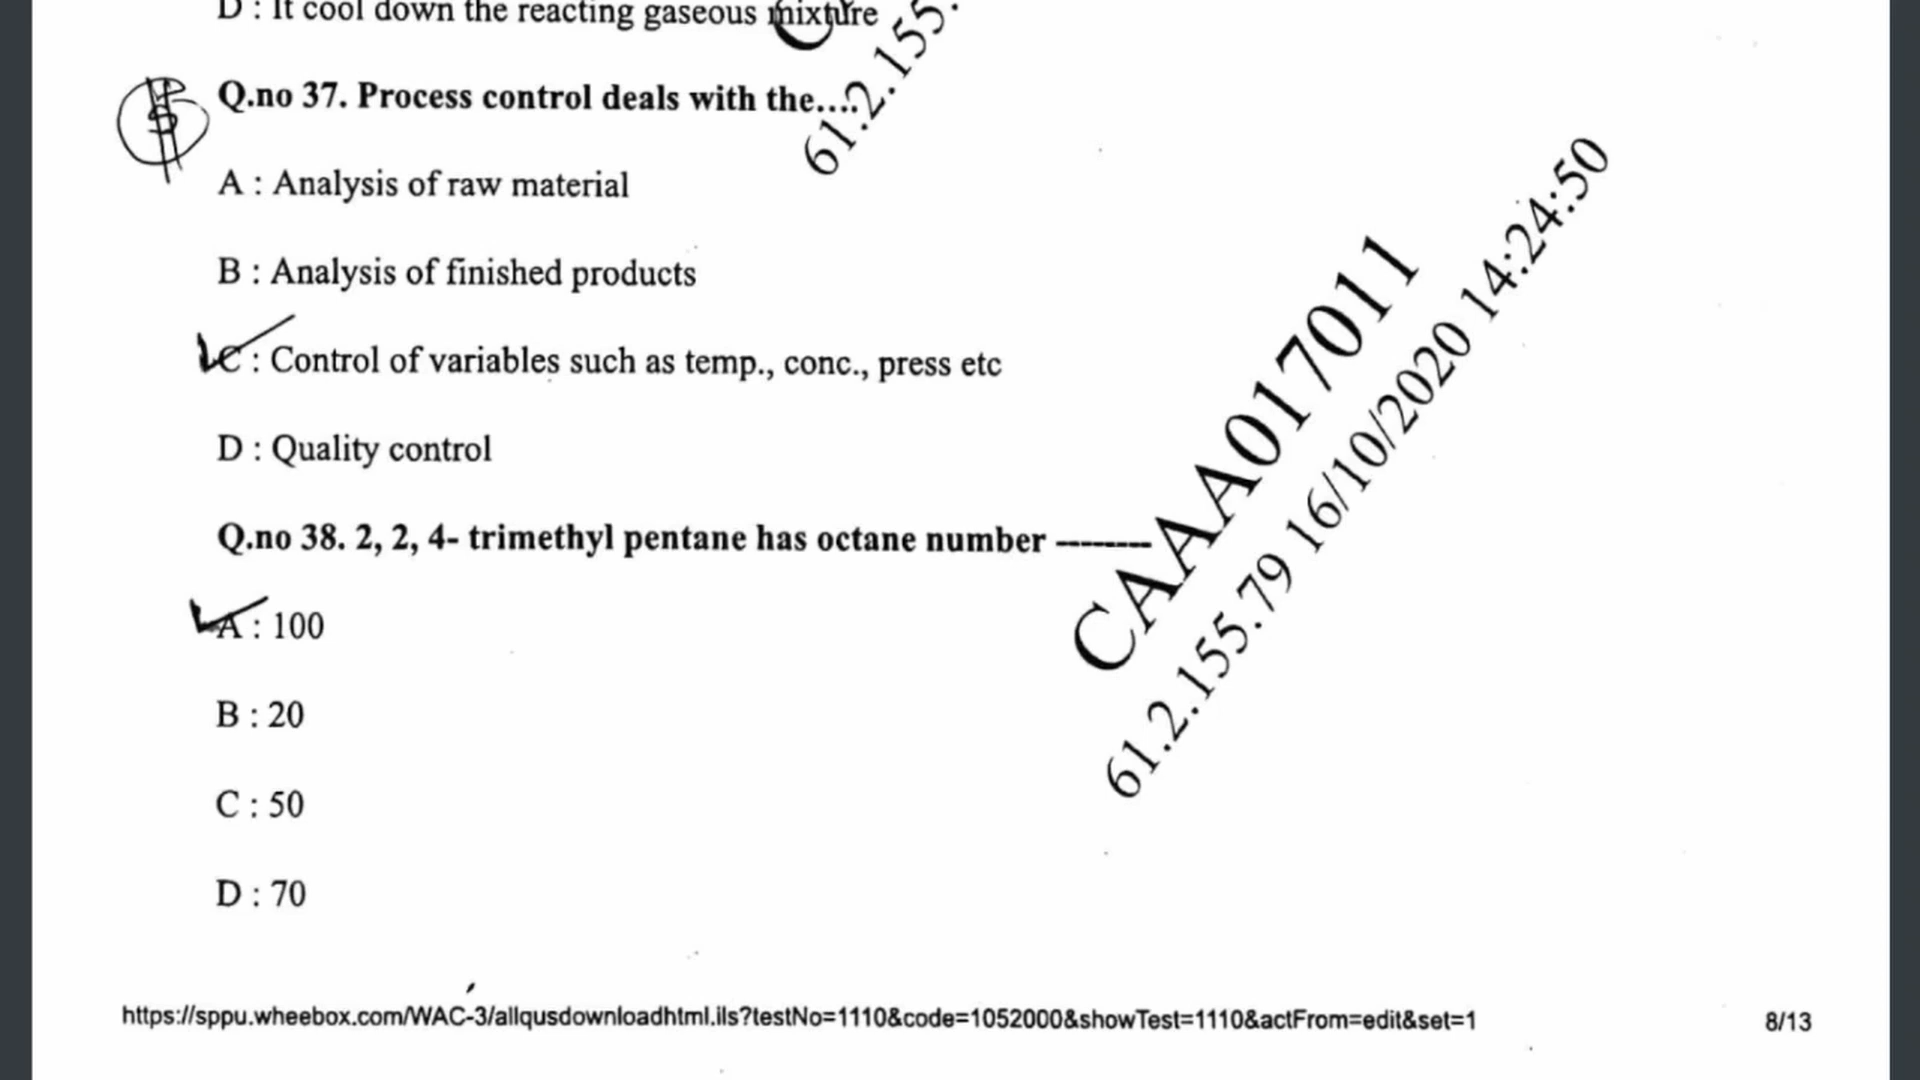 D : It cool down the reacting gaseous mixture
Q.no 37. Process control deals with the....
A : Analysis of raw material
B : Analysis of finished products
C : Control of variables such as temp., conc., press etc
D : Quality control
Q.no 38. 2, 2, 4- trimethyl pentane has octane number --------
A : 100
B : 20
C : 50
D : 70
61.2.155.
CAAA017011
61.2.155.79 16/10/2020 14:24:50
https://sppu.wheebox.com/WAC-3/allqusdownloadhtml.ils?testNo=1110&code=1052000&showTest=1110&actFrom=edit&set=1
8/13